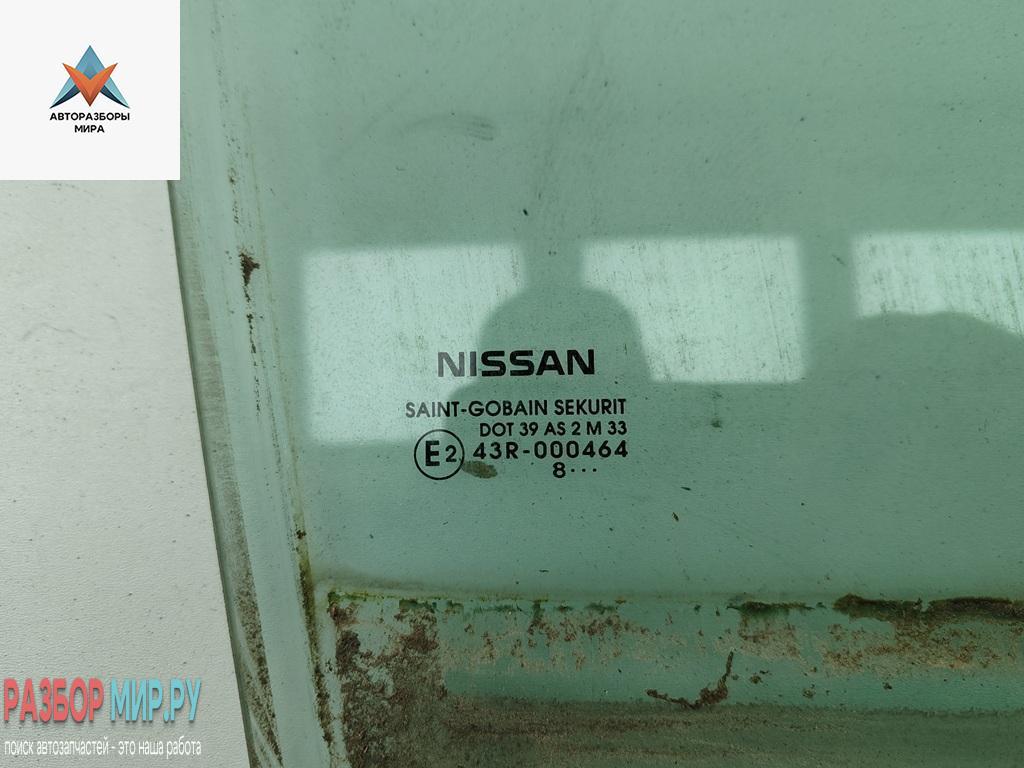 АВТОРАЗБОРЫ
МИРА
NISSAN
SAINT-GOBAIN SEKURIT
DOT 39 AS 2 M 33
E2 43R-000464
8...
РАЗБОР МИР.РУ
поиск автозапчастей - это наша работа